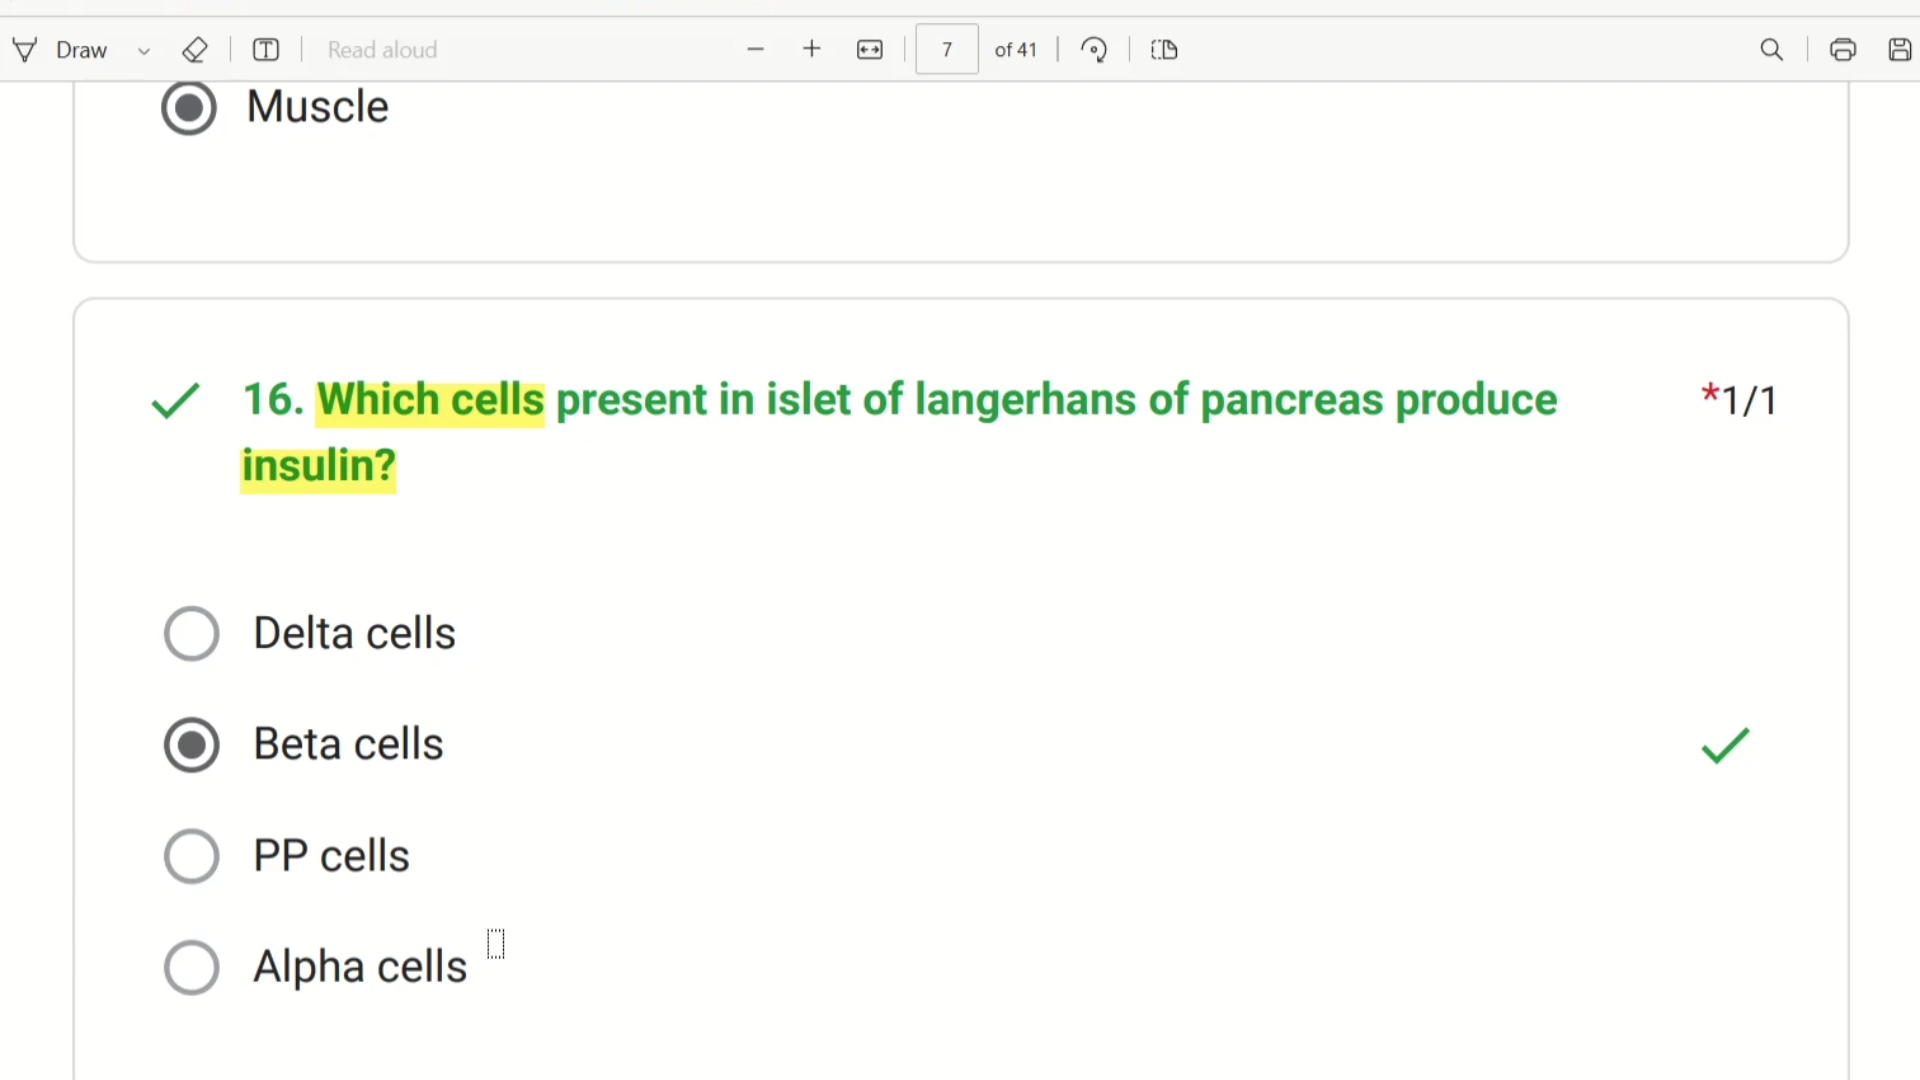 Draw Read aloud 7 of 41
Muscle
16. Which cells present in islet of langerhans of pancreas produce *1/1
insulin?
Delta cells
Beta cells
PP cells
Alpha cells